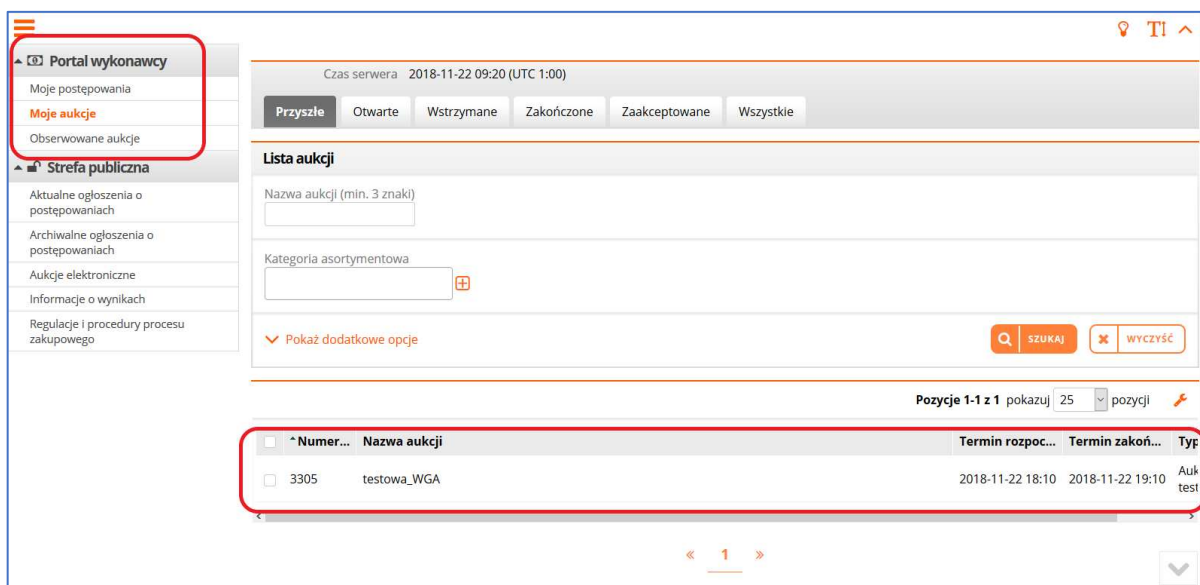 Portal wykonawcy
Moje postępowania
Moje aukcje
Obserwowane aukcje
Strefa publiczna
Aktualne ogłoszenia o
postępowaniach
Archiwalne ogłoszenia o
postępowaniach
Aukcje elektroniczne
Informacje o wynikach
Regulacje i procedury procesu
zakupowego
Czas serwera 2018-11-22 09:20 (UTC 1:00)
Przyszłe Otwarte Wstrzymane Zakończone Zaakceptowane Wszystkie
Lista aukcji
Nazwa aukcji (min. 3 znaki)
Kategoria asortymentowa
Pokaż dodatkowe opcje
SZUKAJ WYCZYŚĆ
Pozycje 1-1 z 1 pokazuj 25 pozycji
Numer... Nazwa aukcji Termin rozpoc... Termin zakoń... Typ
3305 testowa_WGA 2018-11-22 18:10 2018-11-22 19:10 Auk
test
« 1 »